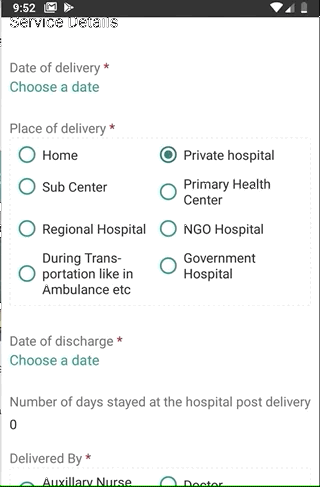 9:52
Service Details
Date of delivery *
Choose a date
Place of delivery *
Home
Private hospital
Sub Center
Primary Health
Center
Regional Hospital
NGO Hospital
During Trans-
portation like in
Ambulance etc
Government
Hospital
Date of discharge *
Choose a date
Number of days stayed at the hospital post delivery
0
Delivered By *
Auxillary Nurse
Doctor